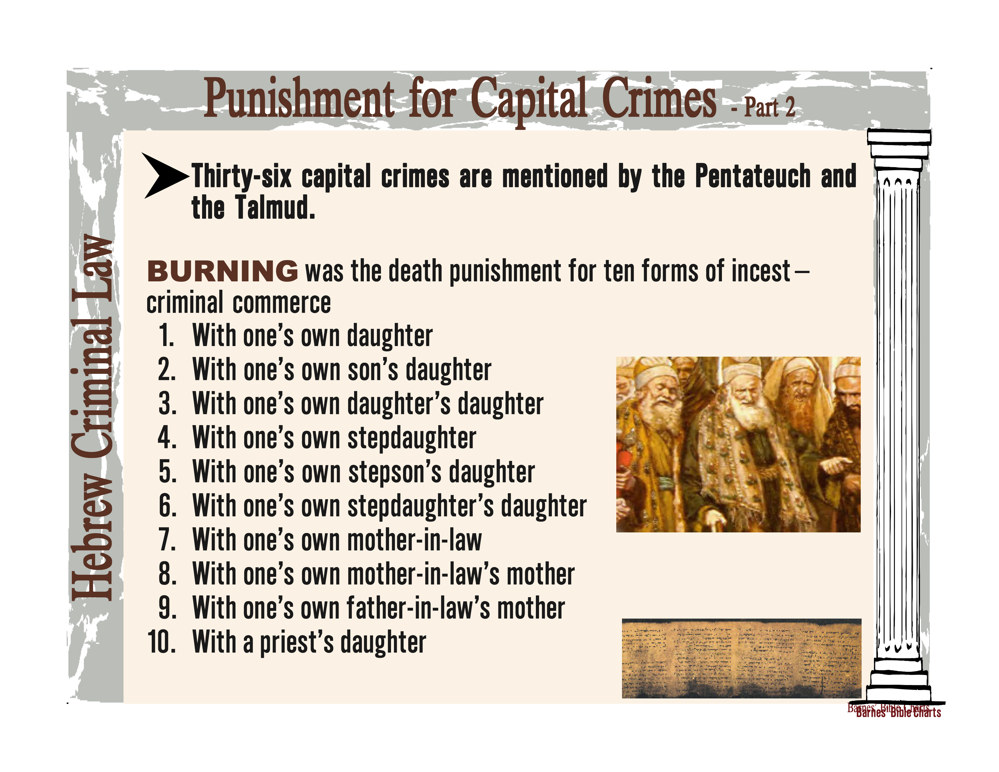 Punishment for Capital Crimes - Part 2
Hebrew Criminal Law
Thirty-six capital crimes are mentioned by the Pentateuch and
the Talmud.
BURNING was the death punishment for ten forms of incest –
criminal commerce
1. With one’s own daughter
2. With one’s own son’s daughter
3. With one’s own daughter’s daughter
4. With one’s own stepdaughter
5. With one’s own stepson’s daughter
6. With one’s own stepdaughter’s daughter
7. With one’s own mother-in-law
8. With one’s own mother-in-law’s mother
9. With one’s own father-in-law’s mother
10. With a priest’s daughter
Barnes’ Bible Charts
Barnes’ Bible Charts